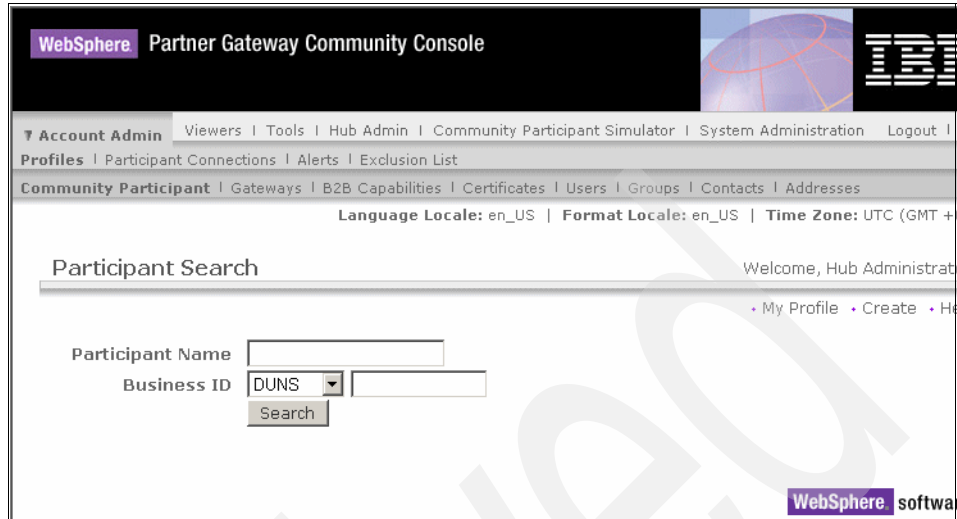 WebSphere. Partner Gateway Community Console
Account Admin Viewers | Tools | Hub Admin | Community Participant Simulator | System Administration Logout |
Profiles | Participant Connections | Alerts | Exclusion List
Community Participant | Gateways | B2B Capabilities | Certificates | Users | Groups | Contacts | Addresses
Language Locale: en_US | Format Locale: en_US | Time Zone: UTC (GMT +
Participant Search
Welcome, Hub Administrat
My Profile Create He
Participant Name
Business ID DUNS
Search
WebSphere. softwa